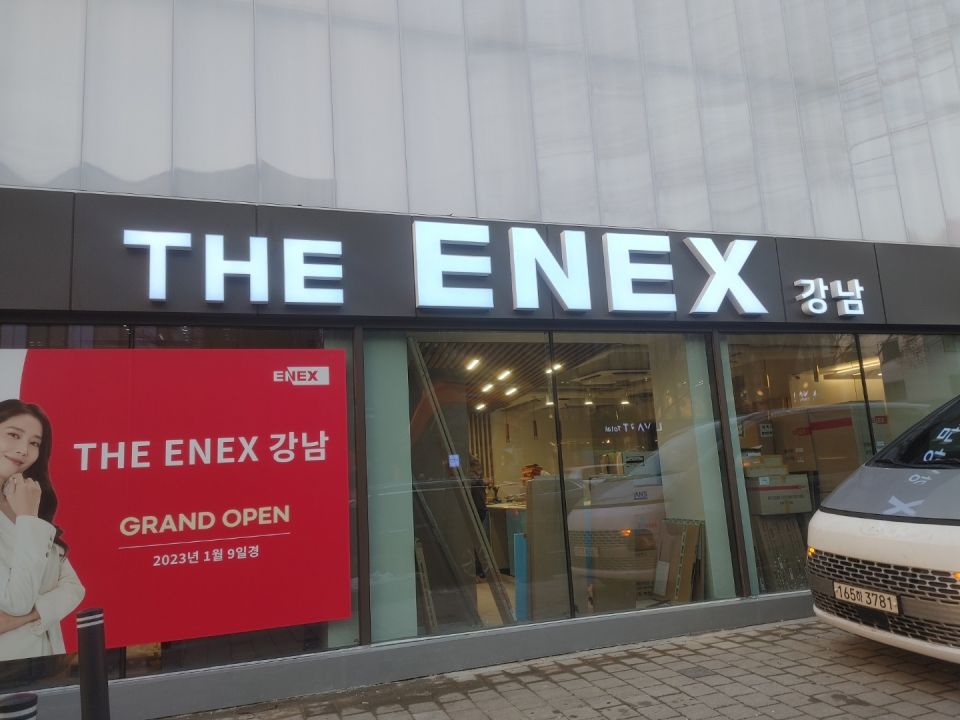 THE ENEX 강남
ENEX
THE ENEX 강남
GRAND OPEN
2023년 1월 9일경
165하 3781